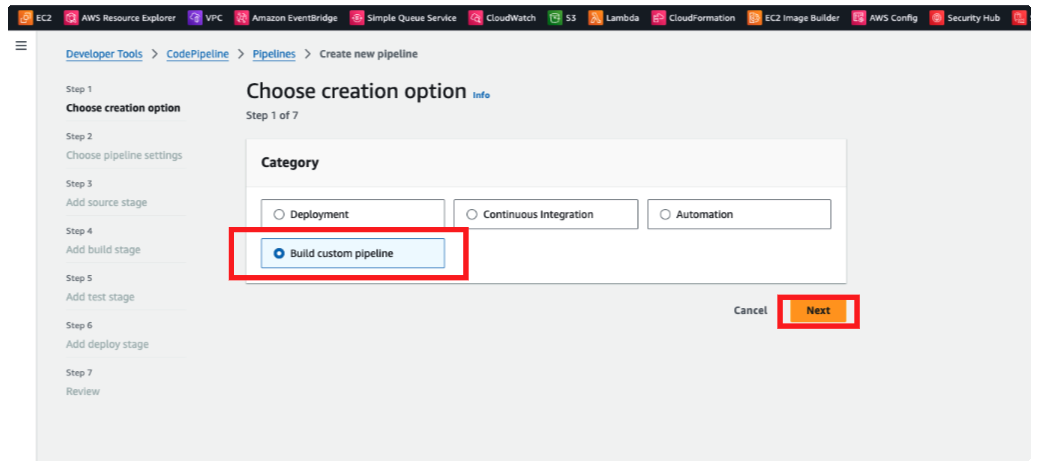 EC2 AWS Resource Explorer VPC Amazon EventBridge Simple Queue Service CloudWatch S3 Lambda CloudFormation EC2 Image Builder AWS Config Security Hub
Developer Tools > CodePipeline > Pipelines > Create new pipeline
Step 1
Choose creation option
Step 2
Choose pipeline settings
Step 3
Add source stage
Step 4
Add build stage
Step 5
Add test stage
Step 6
Add deploy stage
Step 7
Review
Choose creation option Info
Step 1 of 7
Category
Deployment Continuous Integration Automation
Build custom pipeline
Cancel Next